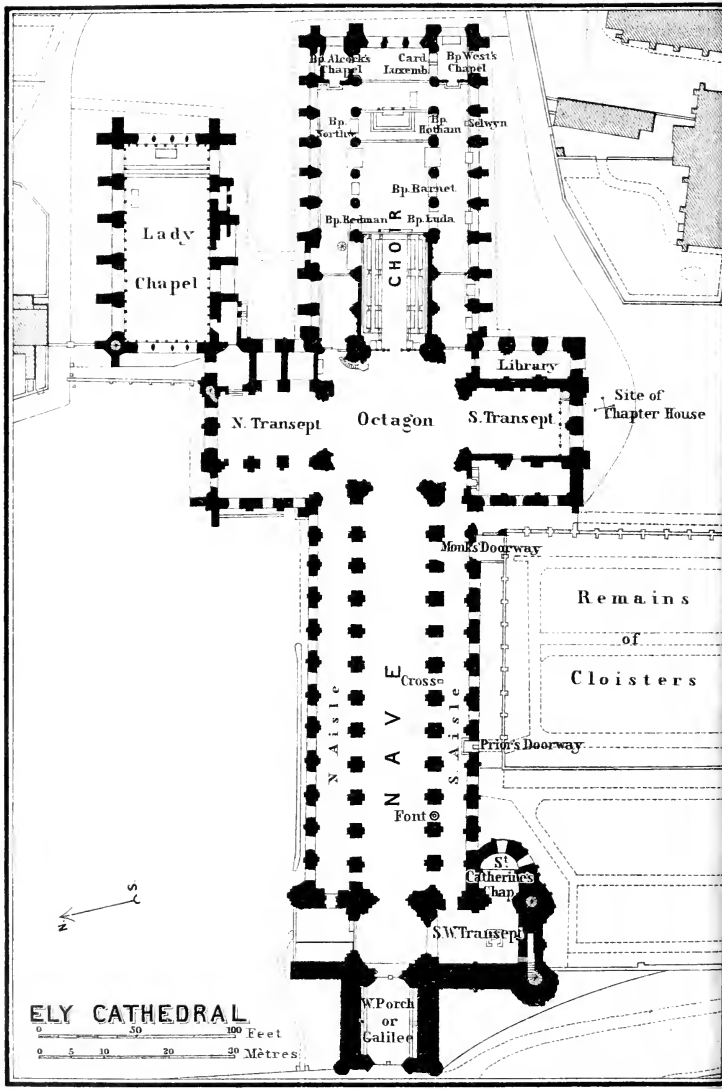 Bp. Alcock's
Chapel
Card.
Luxemb.
Bp. West's
Chapel
Bp.
Northw.
Bp.
Hotham
Selwyn
Bp. Barnet
Bp. Redman
Bp. Luda
CHOIR
Lady
Chapel
Library
N. Transept
Octagon
S. Transept
Site of
Chapter House
Monks' Doorway
Remains
of
Cloisters
Cross
NAVE
N. Aisle
S. Aisle
Prior's Doorway
Font
St
Catherine's
Chap.
S.W. Transept
N.
S.
W. Porch
or
Galilee
ELY CATHEDRAL
0 50 100 Feet
0 5 10 20 30 Mètres